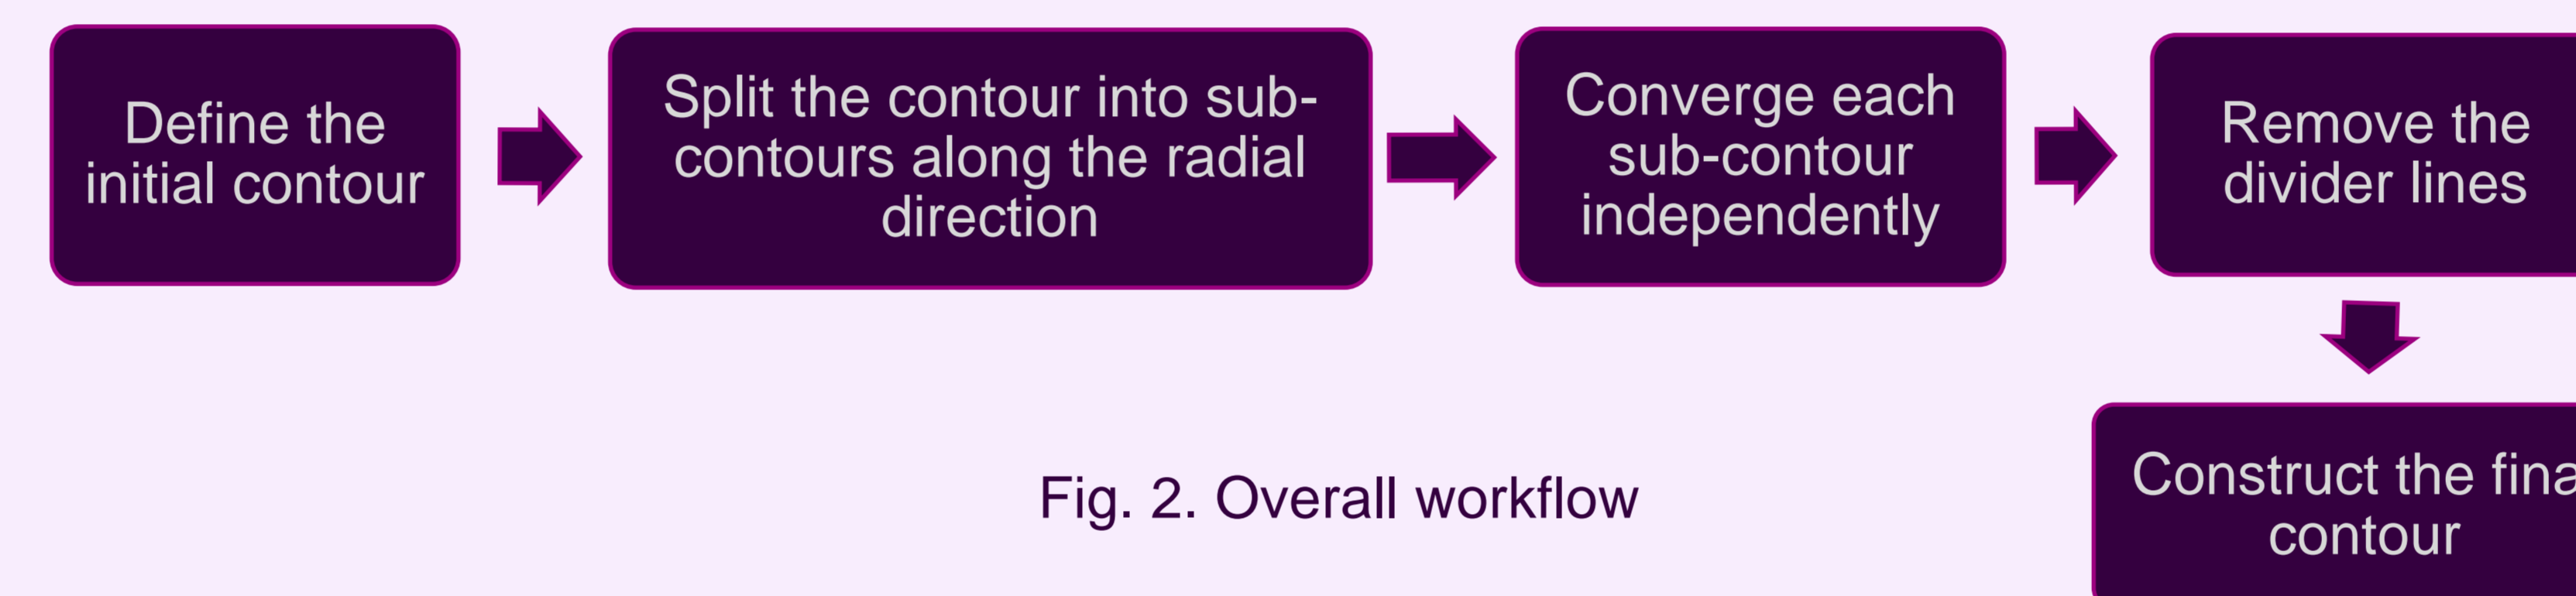 Define the
initial contour
Split the contour into sub-
contours along the radial
direction
Converge each
sub-contour
independently
Remove the
divider lines
Construct the fina
contour
Fig. 2. Overall workflow